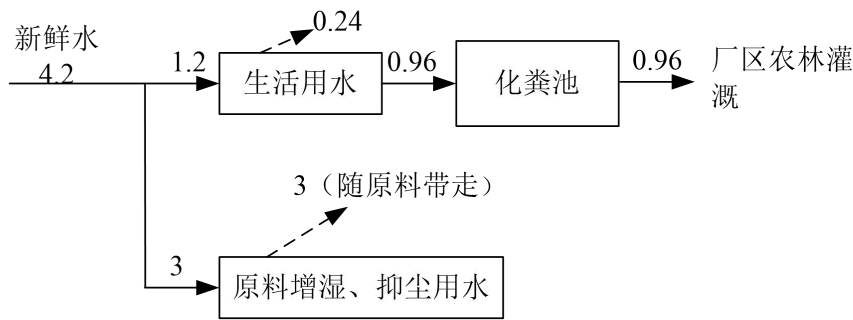 0.24
新鲜水
4.2
1.2
生活用水
0.96
化粪池
0.96
厂区农林灌
溉
3（随原料带走）
3
原料增湿、抑尘用水